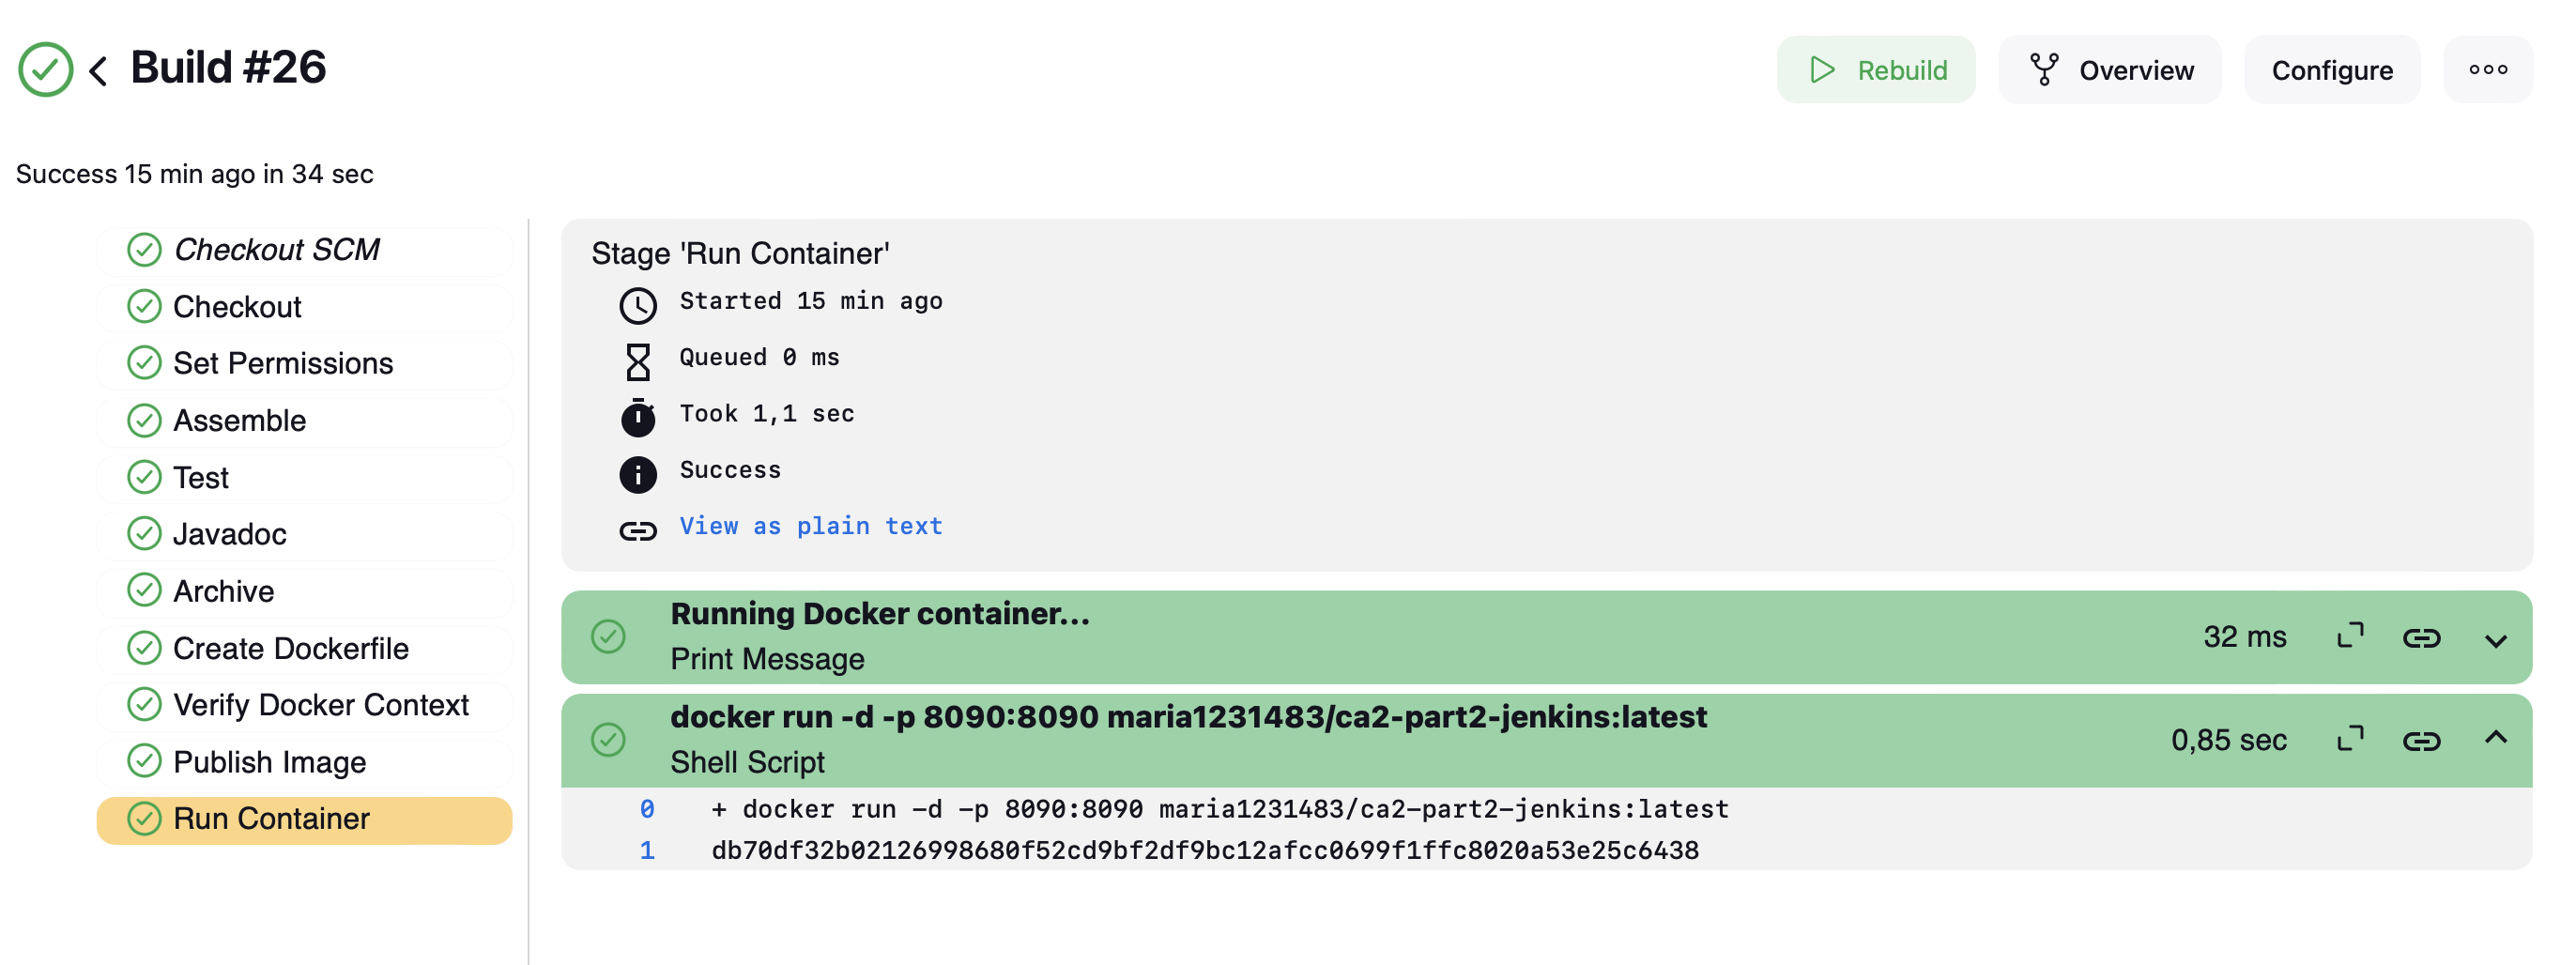 Build #26
Rebuild
Overview
Configure
Success 15 min ago in 34 sec
Checkout SCM
Checkout
Set Permissions
Assemble
Test
Javadoc
Archive
Create Dockerfile
Verify Docker Context
Publish Image
Run Container
Stage 'Run Container'
Started 15 min ago
Queued 0 ms
Took 1,1 sec
Success
View as plain text
Running Docker container...
Print Message
32 ms
docker run -d -p 8090:8090 maria1231483/ca2-part2-jenkins:latest
Shell Script
0,85 sec
0 + docker run -d -p 8090:8090 maria1231483/ca2-part2-jenkins:latest
1 db70df32b02126998680f52cd9bf2df9bc12afcc0699f1ffc8020a53e25c6438